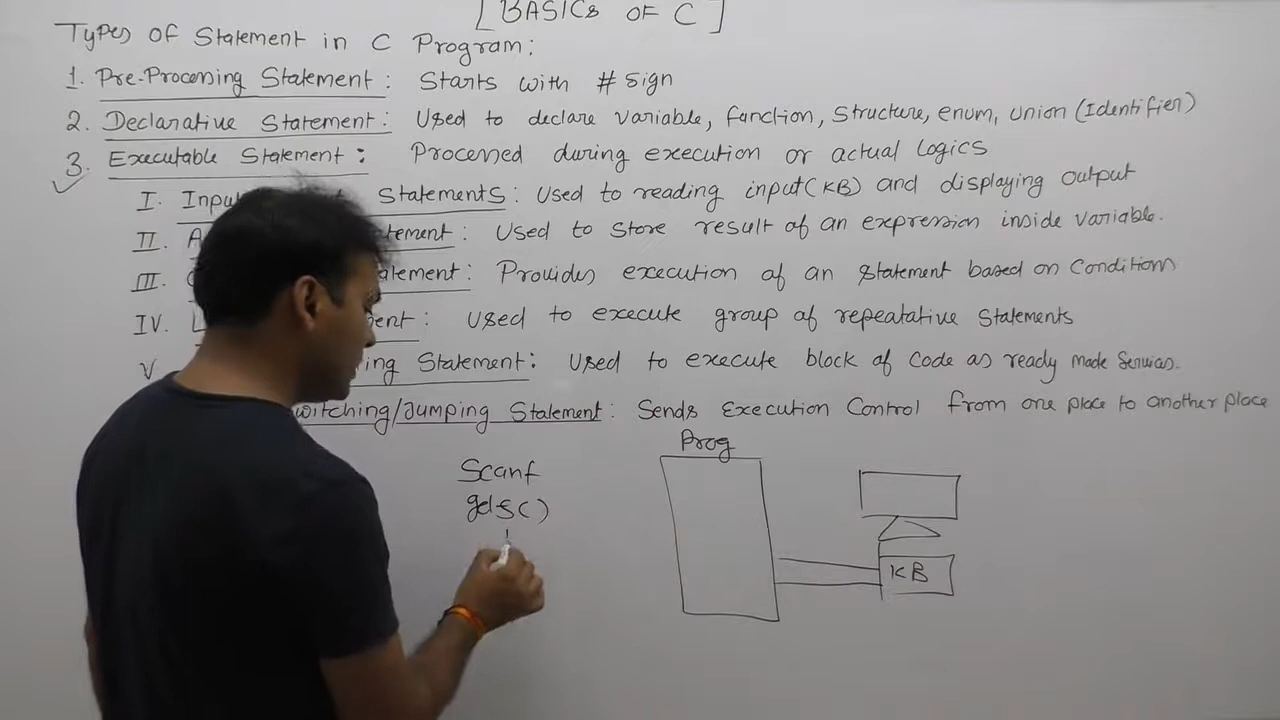 [BASICS OF C]
Types of Statement in C Program:
1. Pre-Processing Statement: Starts with # sign
2. Declarative Statement: Used to declare variable, function, Structure, enum, union (Identifier)
3. Executable Statement: Processed during execution or actual logics
I. Inpu Statements: Used to reading input(KB) and displaying output
II. A tement: Used to store result of an expression inside variable.
III. atement: Provides execution of an statement based on Conditions
IV. L ent: Used to execute group of repeatative statements
V ing Statement: Used to execute block of code as ready made Services.
witching/Jumping Statement: Sends Execution Control from one place to another place
Prog
Scanf
gets()
KB